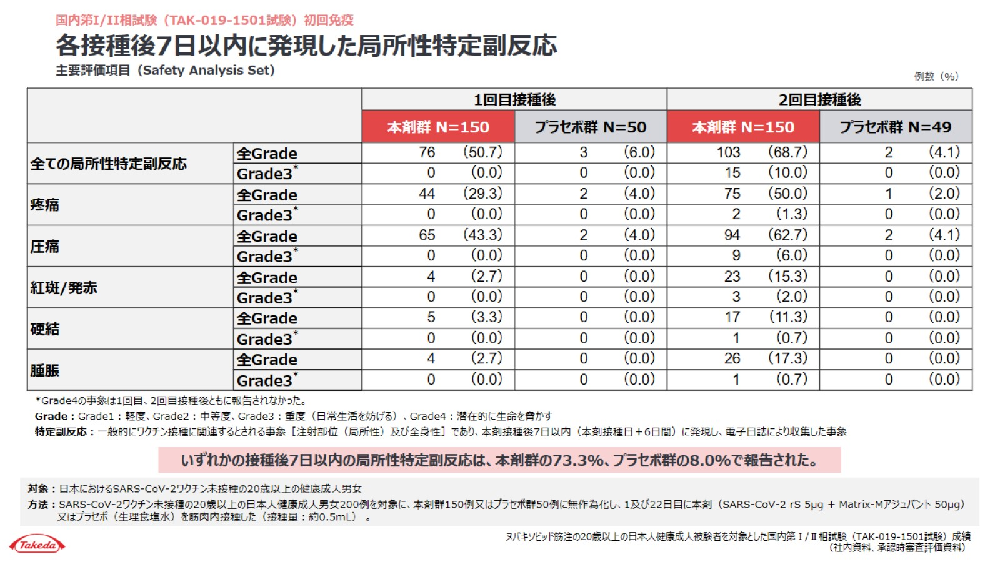 国内第I/II相試験（TAK-019-1501試験）初回免疫
各接種後7日以内に発現した局所性特定副反応
主要評価項目（Safety Analysis Set）
例数（%）
1回目接種後 2回目接種後
本剤群 N=150 プラセボ群 N=50 本剤群 N=150 プラセボ群 N=49
全ての局所性特定副反応 全Grade 76 （50.7） 3 （6.0） 103 （68.7） 2 （4.1）
Grade3* 0 （0.0） 0 （0.0） 15 （10.0） 0 （0.0）
疼痛 全Grade 44 （29.3） 2 （4.0） 75 （50.0） 1 （2.0）
Grade3* 0 （0.0） 0 （0.0） 2 （1.3） 0 （0.0）
圧痛 全Grade 65 （43.3） 2 （4.0） 94 （62.7） 2 （4.1）
Grade3* 0 （0.0） 0 （0.0） 9 （6.0） 0 （0.0）
紅斑/発赤 全Grade 4 （2.7） 0 （0.0） 23 （15.3） 0 （0.0）
Grade3* 0 （0.0） 0 （0.0） 3 （2.0） 0 （0.0）
硬結 全Grade 5 （3.3） 0 （0.0） 17 （11.3） 0 （0.0）
Grade3* 0 （0.0） 0 （0.0） 1 （0.7） 0 （0.0）
腫脹 全Grade 4 （2.7） 0 （0.0） 26 （17.3） 0 （0.0）
Grade3* 0 （0.0） 0 （0.0） 1 （0.7） 0 （0.0）
*Grade4の事象は1回目、2回目接種後ともに報告されなかった。
Grade：Grade1：軽度、Grade2：中等度、Grade3：重度（日常生活を妨げる）、Grade4：潜在的に生命を脅かす
特定副反応：一般的にワクチン接種に関連するとされる事象［注射部位（局所性）及び全身性］であり、本剤接種後7日以内（本剤接種日＋6日間）に発現し、電子日誌により収集した事象
いずれかの接種後7日以内の局所性特定副反応は、本剤群の73.3%、プラセボ群の8.0%で報告された。
対象：日本におけるSARS-CoV-2ワクチン未接種の20歳以上の健康成人男女
方法：SARS-CoV-2ワクチン未接種の20歳以上の日本人健康成人男女200例を対象に、本剤群150例又はプラセボ群50例に無作為化し、1及び22日目に本剤（SARS-CoV-2 rS 5μg + Matrix-Mアジュバント 50μg）
又はプラセボ（生理食塩水）を筋肉内接種した（接種量：約0.5mL）。
Takeda
ヌバキソビッド筋注の20歳以上の日本人健康成人被験者を対象とした国内第Ⅰ/Ⅱ相試験（TAK-019-1501試験）成績
（社内資料、承認時審査評価資料）